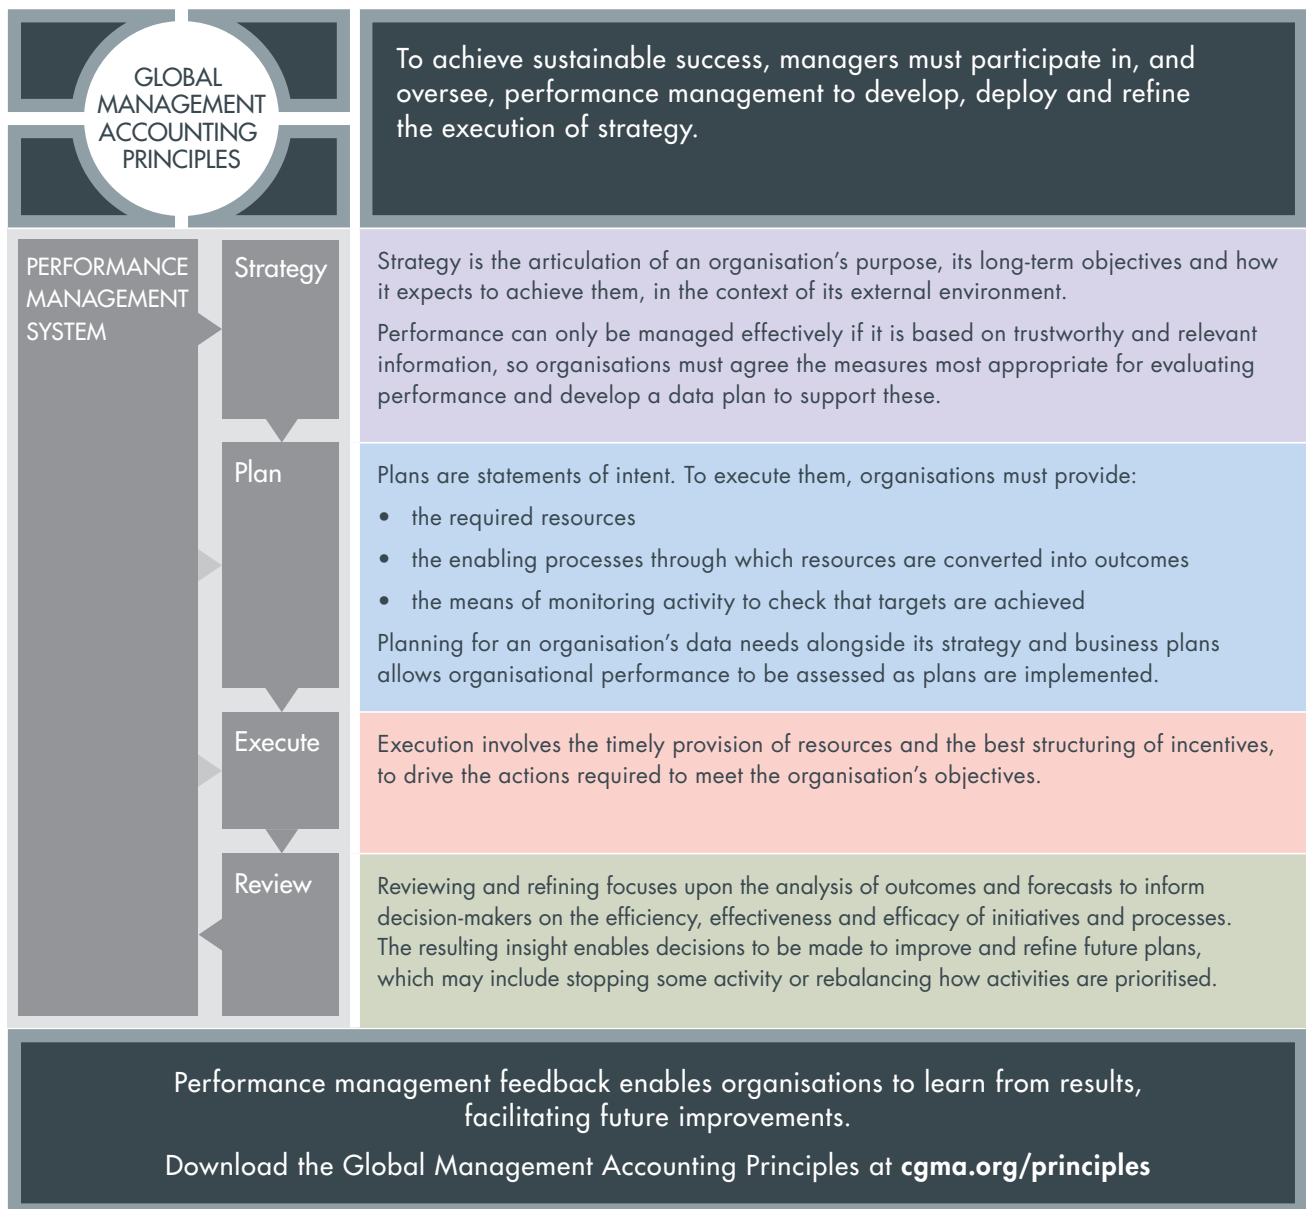 GLOBAL
MANAGEMENT
ACCOUNTING
PRINCIPLES
To achieve sustainable success, managers must participate in, and
oversee, performance management to develop, deploy and refine
the execution of strategy.
PERFORMANCE
MANAGEMENT
SYSTEM
Strategy
Strategy is the articulation of an organisation's purpose, its long-term objectives and how
it expects to achieve them, in the context of its external environment.
Performance can only be managed effectively if it is based on trustworthy and relevant
information, so organisations must agree the measures most appropriate for evaluating
performance and develop a data plan to support these.
Plan
Plans are statements of intent. To execute them, organisations must provide:
• the required resources
• the enabling processes through which resources are converted into outcomes
• the means of monitoring activity to check that targets are achieved
Planning for an organisation's data needs alongside its strategy and business plans
allows organisational performance to be assessed as plans are implemented.
Execute
Execution involves the timely provision of resources and the best structuring of incentives,
to drive the actions required to meet the organisation's objectives.
Review
Reviewing and refining focuses upon the analysis of outcomes and forecasts to inform
decision-makers on the efficiency, effectiveness and efficacy of initiatives and processes.
The resulting insight enables decisions to be made to improve and refine future plans,
which may include stopping some activity or rebalancing how activities are prioritised.
Performance management feedback enables organisations to learn from results,
facilitating future improvements.
Download the Global Management Accounting Principles at cgma.org/principles